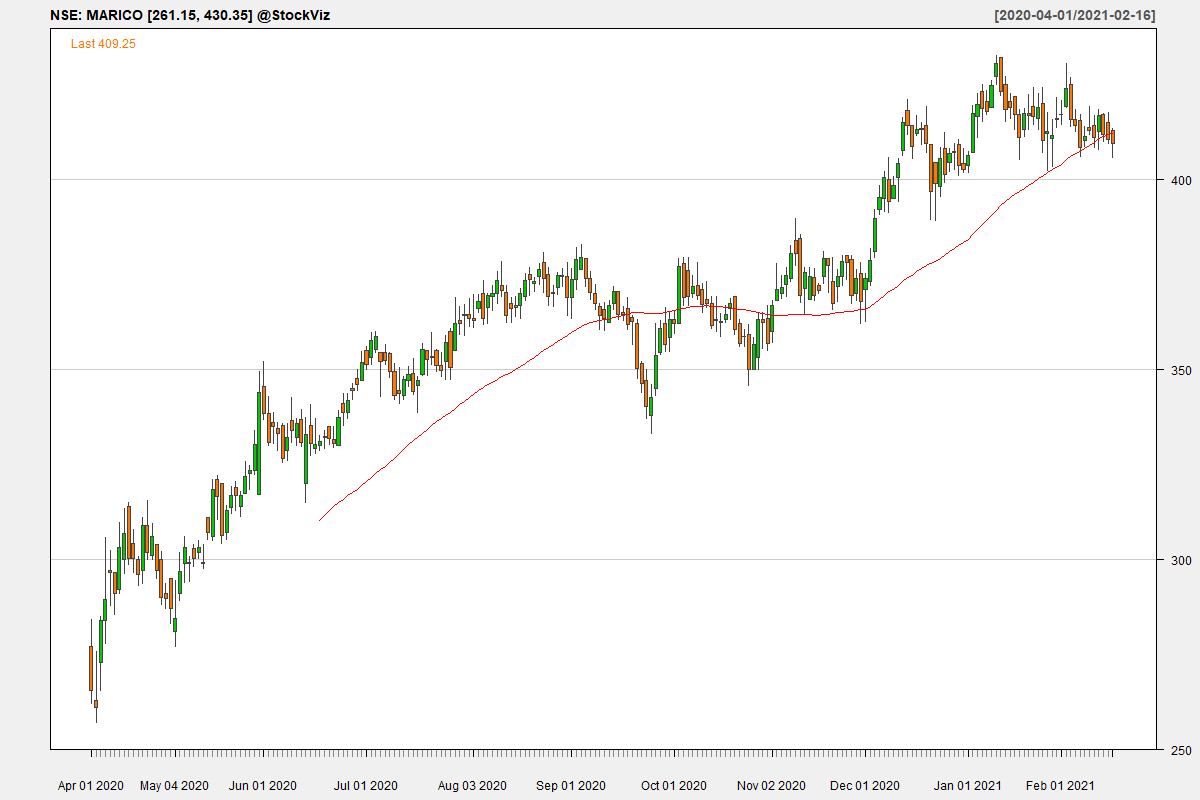 NSE: MARICO [261.15, 430.35] @StockViz
[2020-04-01/2021-02-16]
Last 409.25
400
350
300
250
Apr 01 2020 May 04 2020 Jun 01 2020 Jul 01 2020 Aug 03 2020 Sep 01 2020 Oct 01 2020 Nov 02 2020 Dec 01 2020 Jan 01 2021 Feb 01 2021